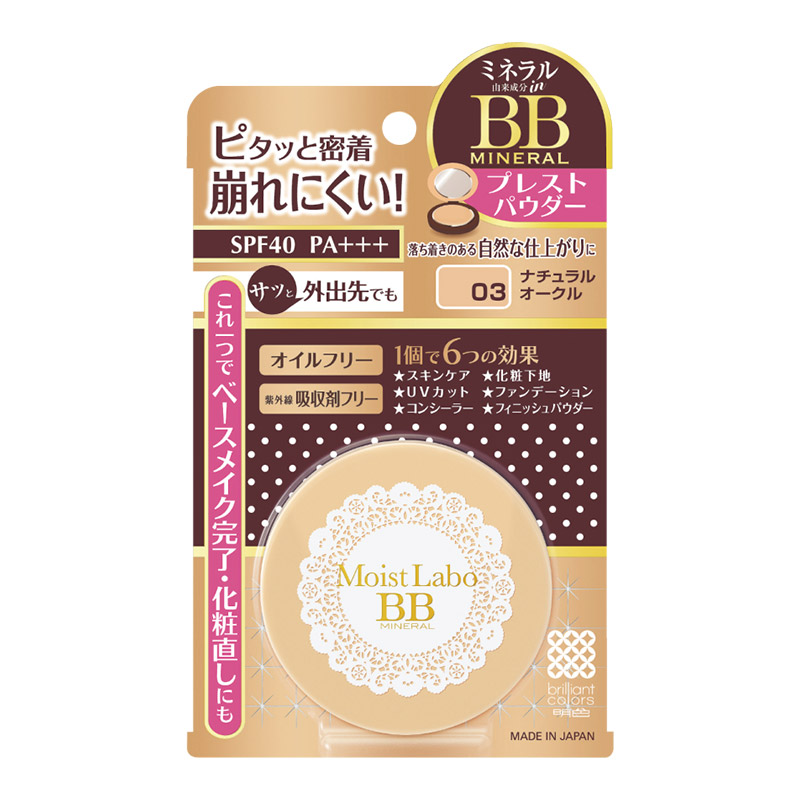 ミネラル
由来成分 in
BB
MINERAL
プレスト
パウダー
ピタッと密着
崩れにくい!
SPF40 PA+++
落ち着きのある自然な仕上がりに
サッと外出先でも
03 ナチュラル
オークル
これ一つでベースメイク完了・化粧直しにも
オイルフリー
紫外線吸収剤フリー
1個で6つの効果
★スキンケア ★化粧下地
★UVカット ★ファンデーション
★コンシーラー ★フィニッシュパウダー
Moist Labo
BB
MINERAL
brilliant
colors
明色
MADE IN JAPAN